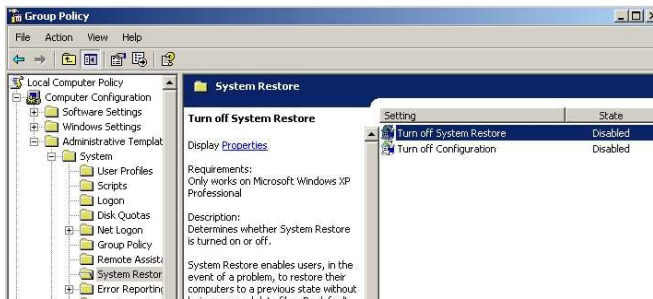 Group Policy
File Action View Help
Local Computer Policy
Computer Configuration
Software Settings
Windows Settings
Administrative Templat
System
User Profiles
Scripts
Logon
Disk Quotas
Net Logon
Group Policy
Remote Assista
System Restor
Error Reporting
System Restore
Turn off System Restore
Display Properties
Requirements:
Only works on Microsoft Windows XP
Professional
Description:
Determines whether System Restore
is turned on or off.
System Restore enables users, in the
event of a problem, to restore their
computers to a previous state without
Setting State
Turn off System Restore Disabled
Turn off Configuration Disabled